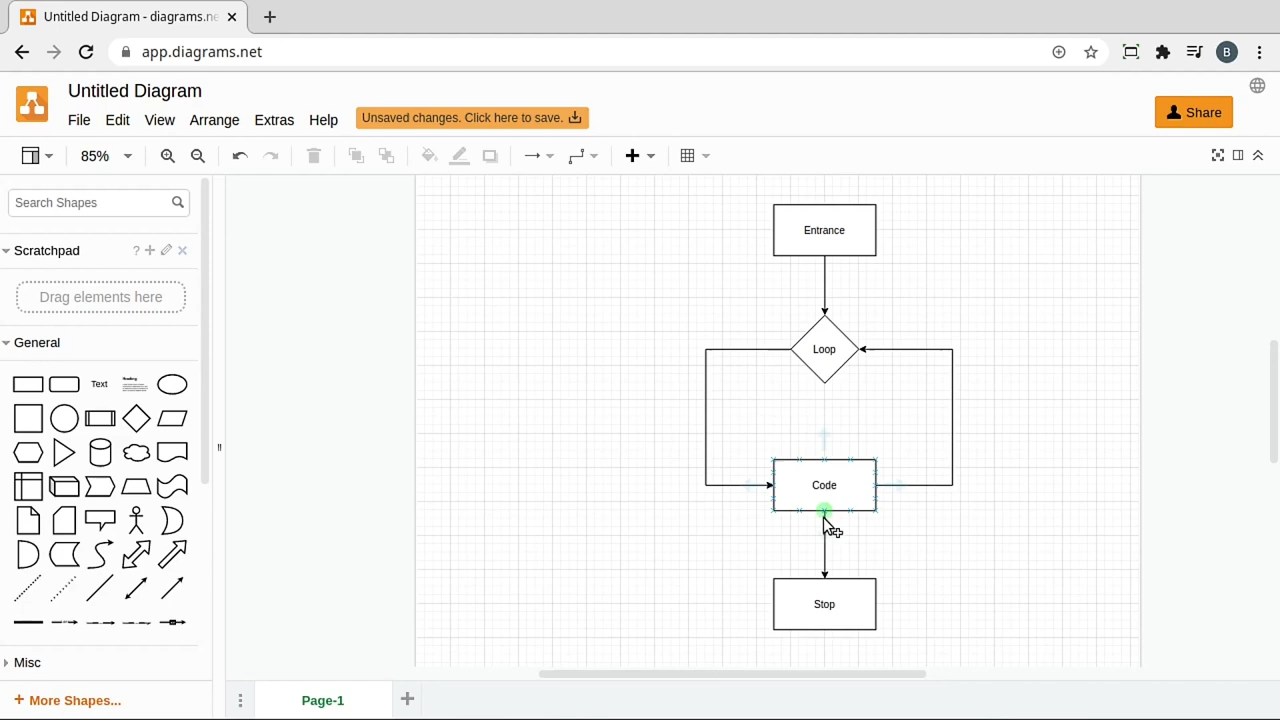 Untitled Diagram - diagrams.ne
app.diagrams.net
B
Untitled Diagram
File Edit View Arrange Extras Help
Unsaved changes. Click here to save.
Share
85%
Search Shapes
Scratchpad
?
Drag elements here
General
Text
Heading
Misc
+ More Shapes...
Entrance
Loop
Code
Stop
Page-1